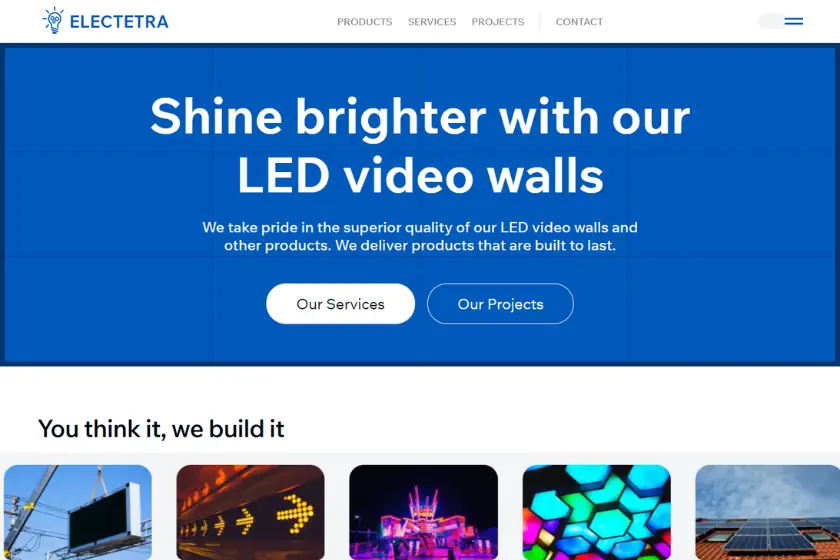 ELECTETRA
PRODUCTS SERVICES PROJECTS CONTACT
Shine brighter with our
LED video walls
We take pride in the superior quality of our LED video walls and
other products. We deliver products that are built to last.
Our Services Our Projects
You think it, we build it